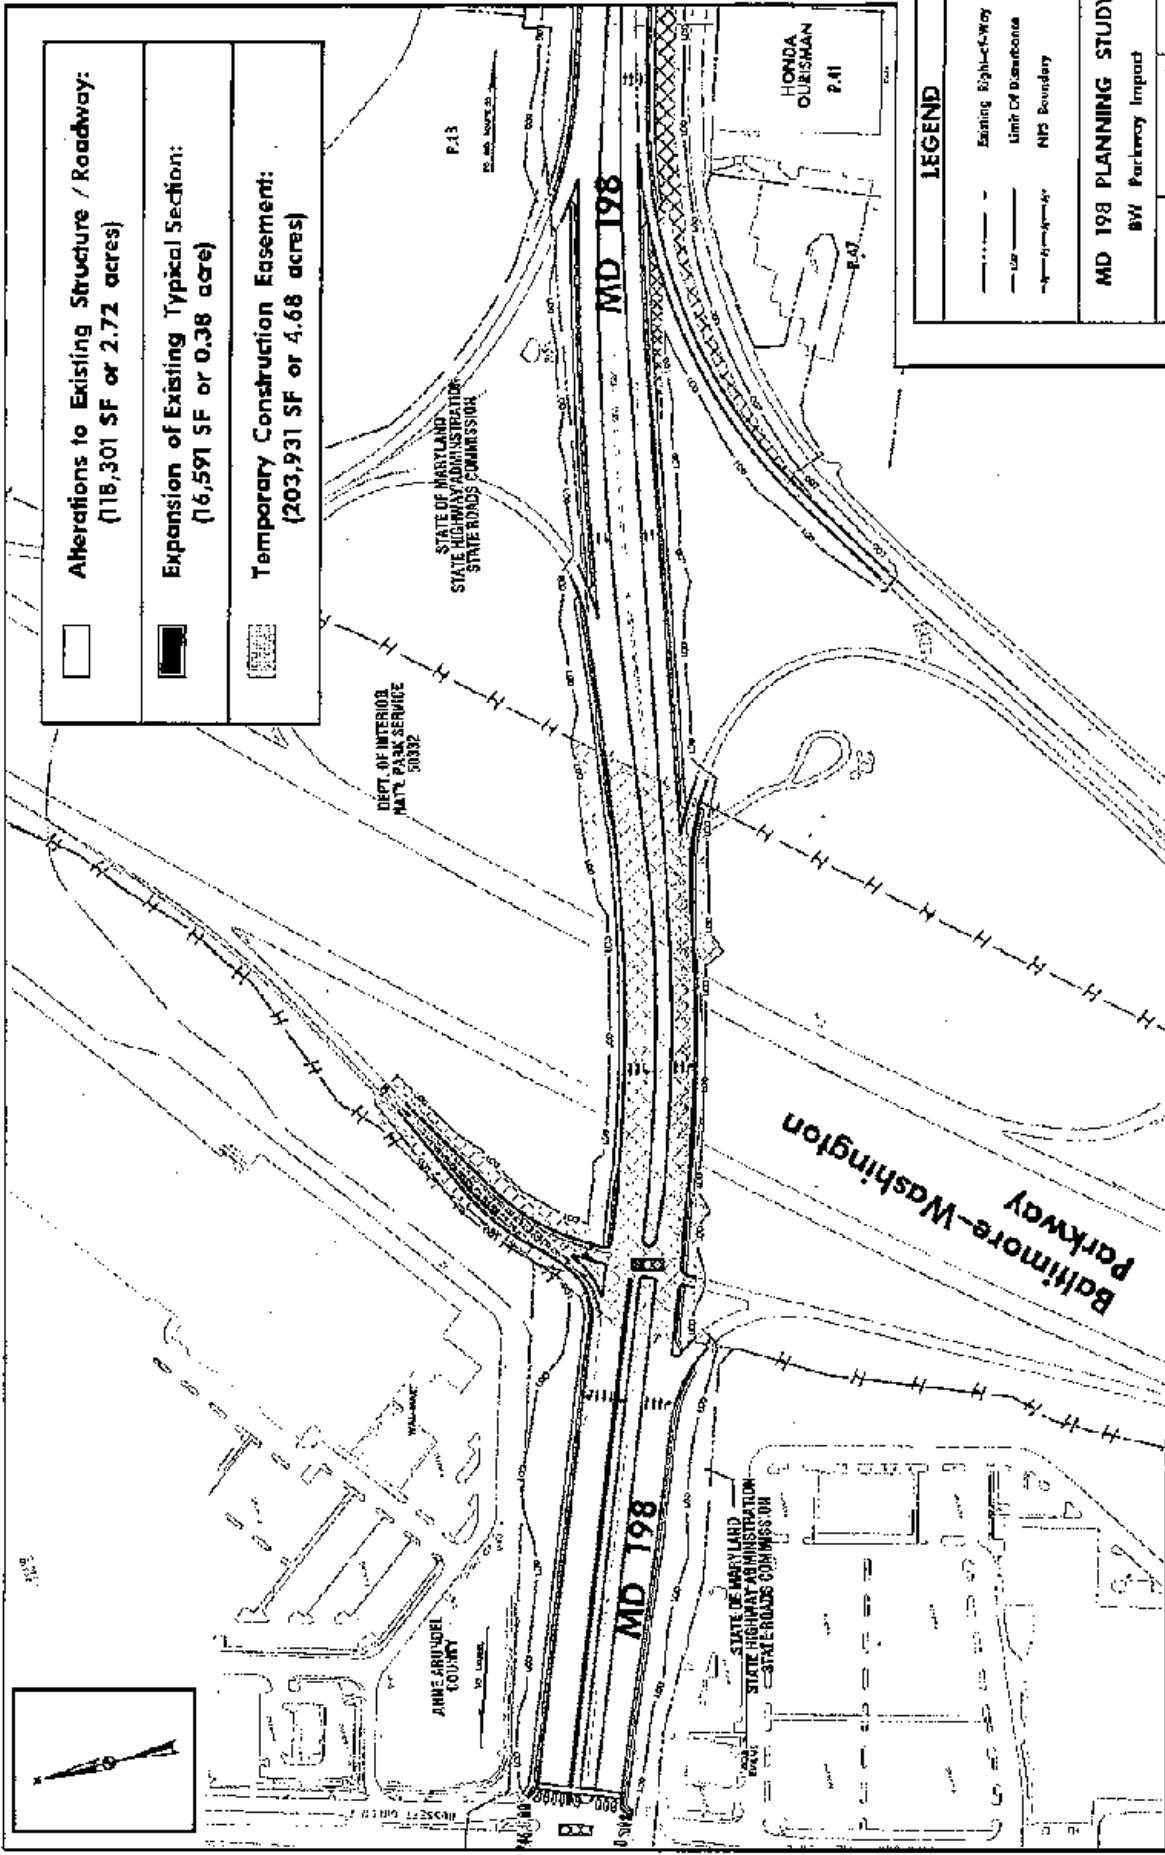 Alterations to Existing Structure / Roadway:
(118,301 SF or 2.72 acres)
Expansion of Existing Typical Section:
(16,591 SF or 0.38 acre)
Temporary Construction Easement:
(203,931 SF or 4.68 acres)
P.13
MD 198
HONDA
OURISMAN
P.41
P.47
STATE OF MARYLAND
STATE HIGHWAY ADMINISTRATION
STATE ROADS COMMISSION
DEPT. OF INTERIOR
NAT'L PARK SERVICE
50332
Baltimore-Washington
Parkway
WAL-MART
ANNE ARUNDEL
COUNTY
MD 198
STATE OF MARYLAND
STATE HIGHWAY ADMINISTRATION
STATE ROADS COMMISSION
LEGEND
Existing Right-of-Way
Limit Of Disturbance
NPS Boundary
MD 198 PLANNING STUDY
BW Parkway Impact